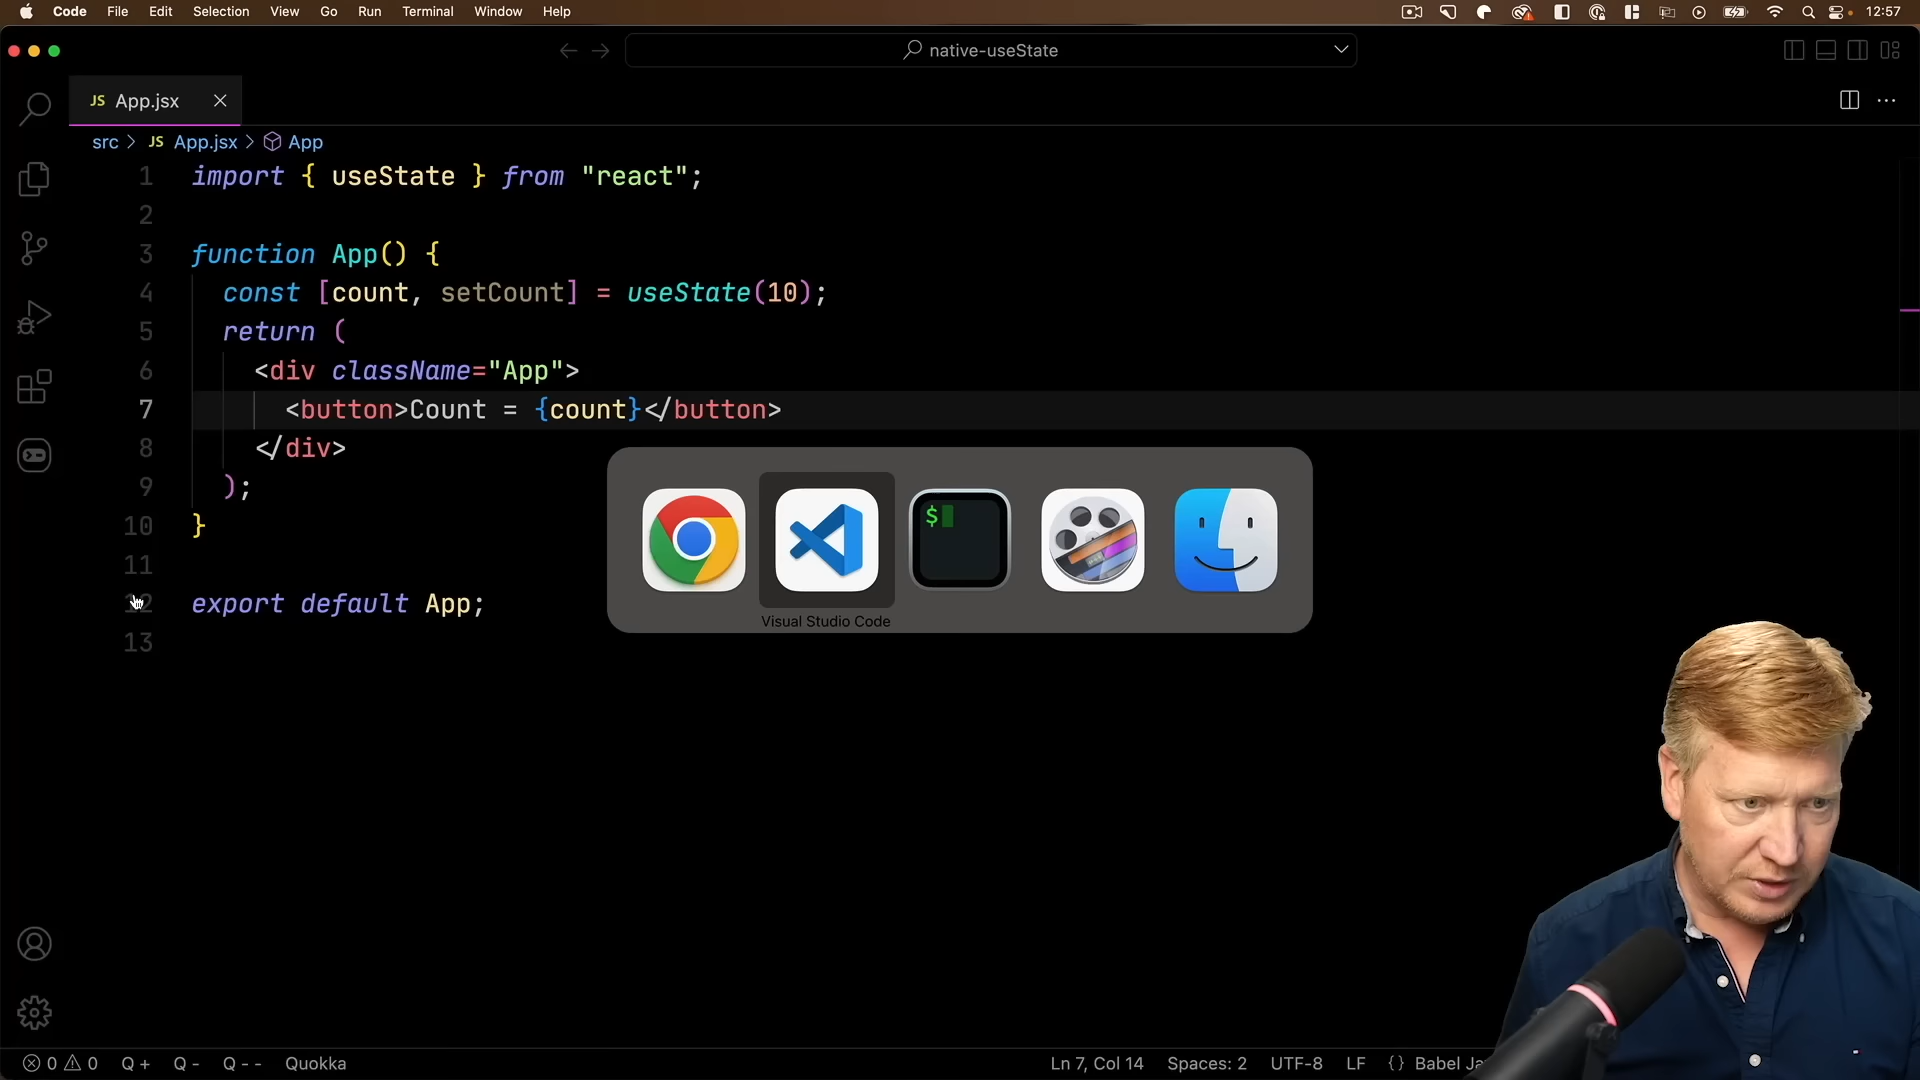 Code File Edit Selection View Go Run Terminal Window Help 12:57
native-useState
JS App.jsx
src > JS App.jsx > App
1 import { useState } from "react";
2
3 function App() {
4 const [count, setCount] = useState(10);
5 return (
6 <div className="App">
7 <button>Count = {count}</button>
8 </div>
9 );
10 }
11
12 export default App;
13
$
Visual Studio Code
0 0 Q + Q - Q - - Quokka Ln 7, Col 14 Spaces: 2 UTF-8 LF {} Babel